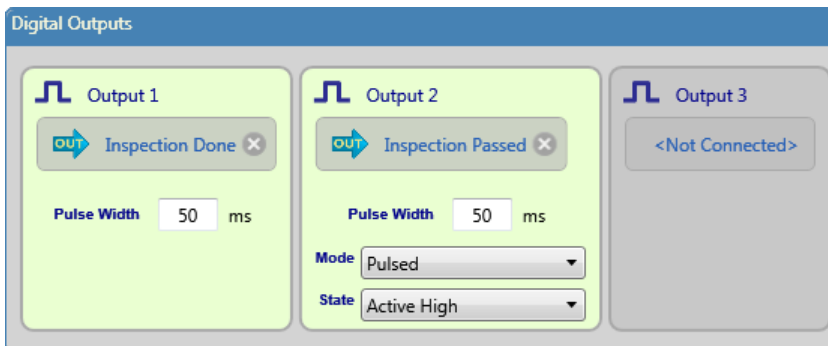 Digital Outputs
Output 1
OUT Inspection Done
Pulse Width 50 ms
Output 2
OUT Inspection Passed
Pulse Width 50 ms
Mode Pulsed
State Active High
Output 3
<Not Connected>